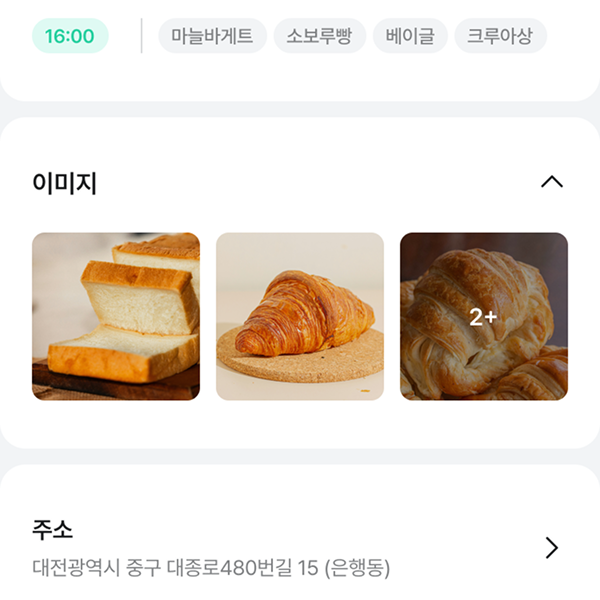 16:00 마늘바게트 소보루빵 베이글 크루아상
이미지
2+
주소
대전광역시 중구 대종로480번길 15 (은행동)